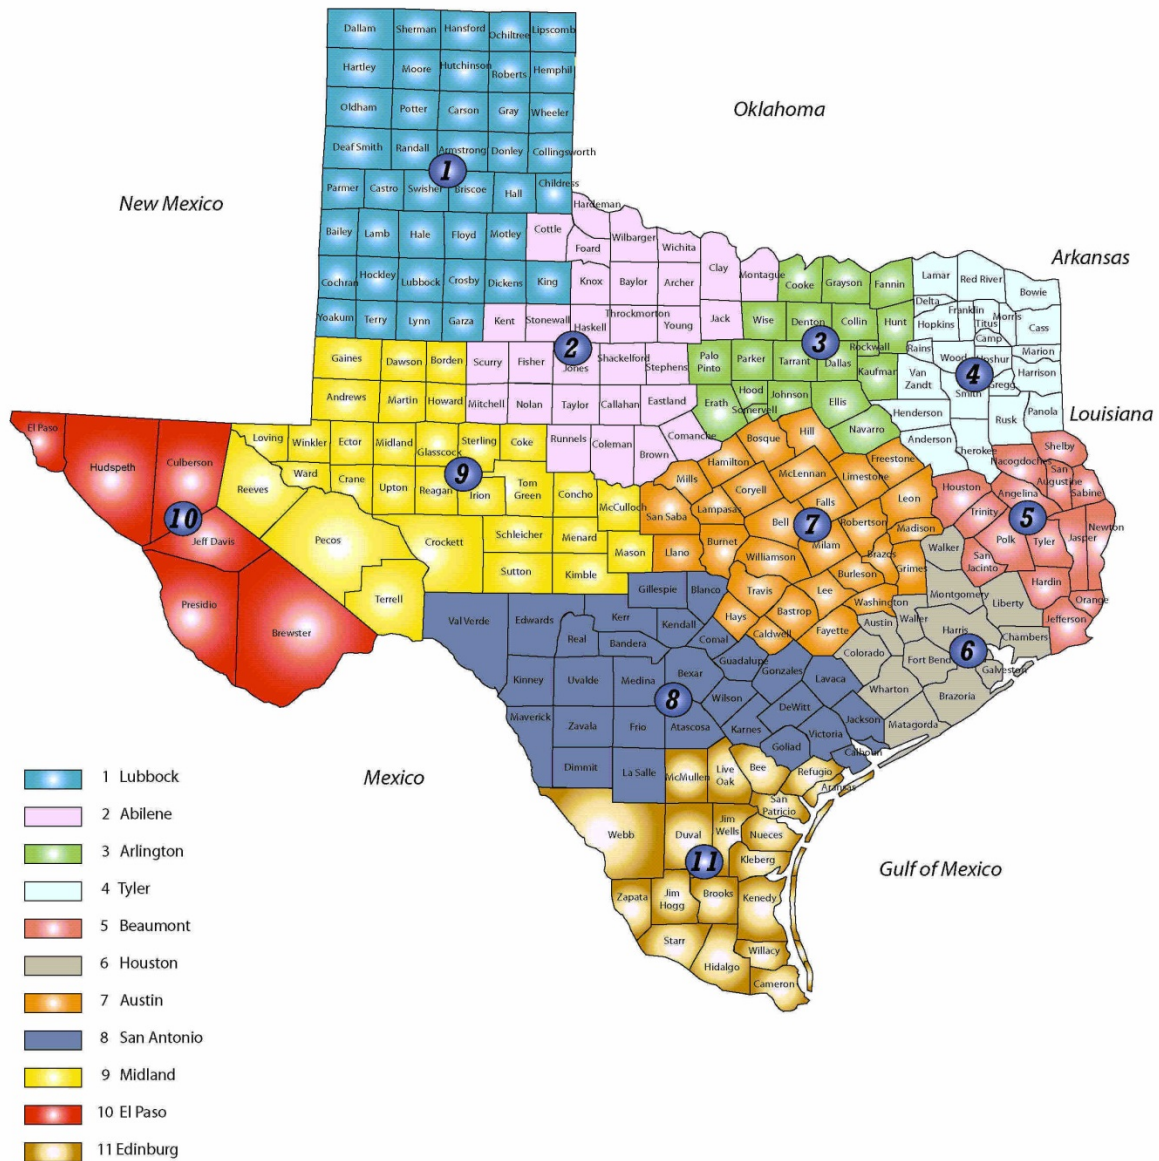 Dallam Sherman Hansford Ochiltree Lipscomb
Hartley Moore Hutchinson Roberts Hemphill
Oldham Potter Carson Gray Wheeler
Oklahoma
Deaf Smith Randall Armstrong Donley Collingsworth
1
Parmer Castro Swisher Briscoe Hall Childress
New Mexico
Hardeman
Bailey Lamb Hale Floyd Motley Cottle Foard Wilbarger Wichita
Clay Montague
Arkansas
Cochran Hockley Lubbock Crosby Dickens King Knox Baylor Archer
Cooke Grayson Fannin Lamar Red River Bowie
Yoakum Terry Lynn Garza Kent Stonewall Haskell Throckmorton Young Jack
Wise Denton Collin Hunt Delta Hopkins Franklin Titus Morris Cass
Camp
2
3
4
Gaines Dawson Borden Scurry Fisher Jones Shackelford Stephens
Palo
Pinto
Parker Tarrant Dallas Rockwall Kaufman
Rains Wood Upshur Marion Harrison
Van
Zandt
Smith Gregg
Andrews Martin Howard Mitchell Nolan Taylor Callahan Eastland
Erath Hood Somervell Johnson Ellis Navarro
Henderson Rusk Panola
Louisiana
El Paso Hudspeth Culberson
Loving Winkler Ector Midland Glasscock Sterling Coke
Runnels Coleman Brown Comanche
Bosque Hill Freestone Anderson Cherokee
Nacogdoches Shelby
San
Augustine
Sabine
Reeves Ward Crane Upton Reagan Irion
Tom
Green
Concho McCulloch
9
Mills Hamilton Coryell McLennan Limestone Leon
Houston Angelina Trinity
10
Jeff Davis
Pecos Crockett Schleicher Menard Mason
San Saba Lampasas Bell Falls Robertson Madison
7
5
Polk Tyler Jasper Newton
Llano Burnet Williamson Milam Brazos Grimes Walker
San
Jacinto
Hardin
Presidio Brewster Terrell Sutton Kimble
Gillespie Blanco Travis Lee Burleson Washington
Montgomery Liberty Orange
Jefferson
Val Verde Edwards Kerr Kendall Comal Hays Bastrop Caldwell Fayette
Austin Waller Harris Chambers
Real Bandera
6
Colorado Fort Bend Galveston
Kinney Uvalde Medina Bexar Guadalupe Gonzales Lavaca
Wharton Brazoria
8
Wilson DeWitt Jackson Matagorda
Maverick Zavala Frio Atascosa Karnes Victoria
Goliad Calhoun
Dimmit La Salle McMullen
Live
Oak
Bee Refugio
Aransas
Mexico
San
Patricio
Webb Duval
Jim
Wells
Nueces
11
Kleberg
Gulf of Mexico
Zapata
Jim
Hogg
Brooks Kenedy
Starr Hidalgo Willacy
Cameron
1 Lubbock
2 Abilene
3 Arlington
4 Tyler
5 Beaumont
6 Houston
7 Austin
8 San Antonio
9 Midland
10 El Paso
11 Edinburg